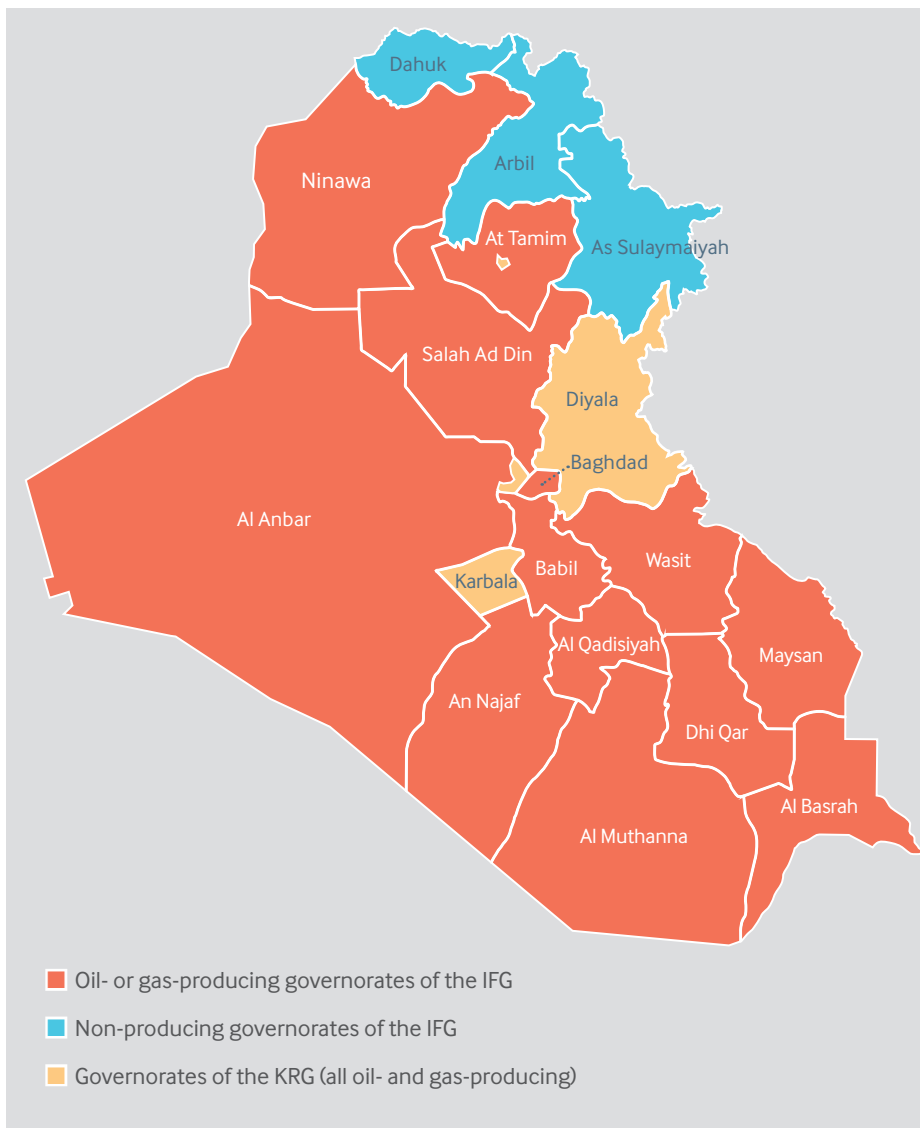 Dahuk
Arbil
Ninawa
At Tamim
As Sulaymaiyah
Salah Ad Din
Diyala
Baghdad
Al Anbar
Wasit
Babil
Karbala
Al Qadisiyah
Maysan
An Najaf
Dhi Qar
Al Basrah
Al Muthanna
Oil- or gas-producing governorates of the IFG
Non-producing governorates of the IFG
Governorates of the KRG (all oil- and gas-producing)